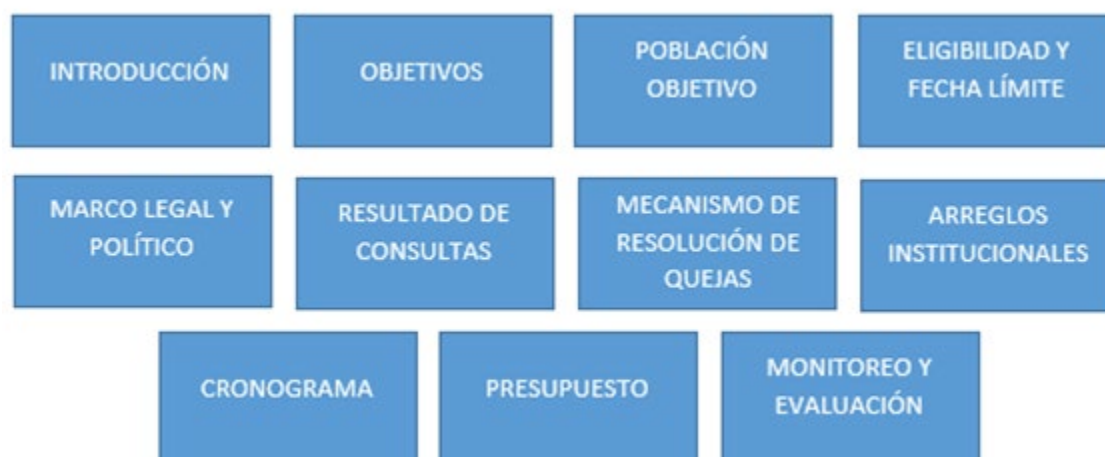 INTRODUCCIÓN
OBJETIVOS
POBLACIÓN
OBJETIVO
ELIGIBILIDAD Y
FECHA LÍMITE
MARCO LEGAL Y
POLÍTICO
RESULTADO DE
CONSULTAS
MECANISMO DE
RESOLUCIÓN DE
QUEJAS
ARREGLOS
INSTITUCIONALES
CRONOGRAMA
PRESUPUESTO
MONITOREO Y
EVALUACIÓN